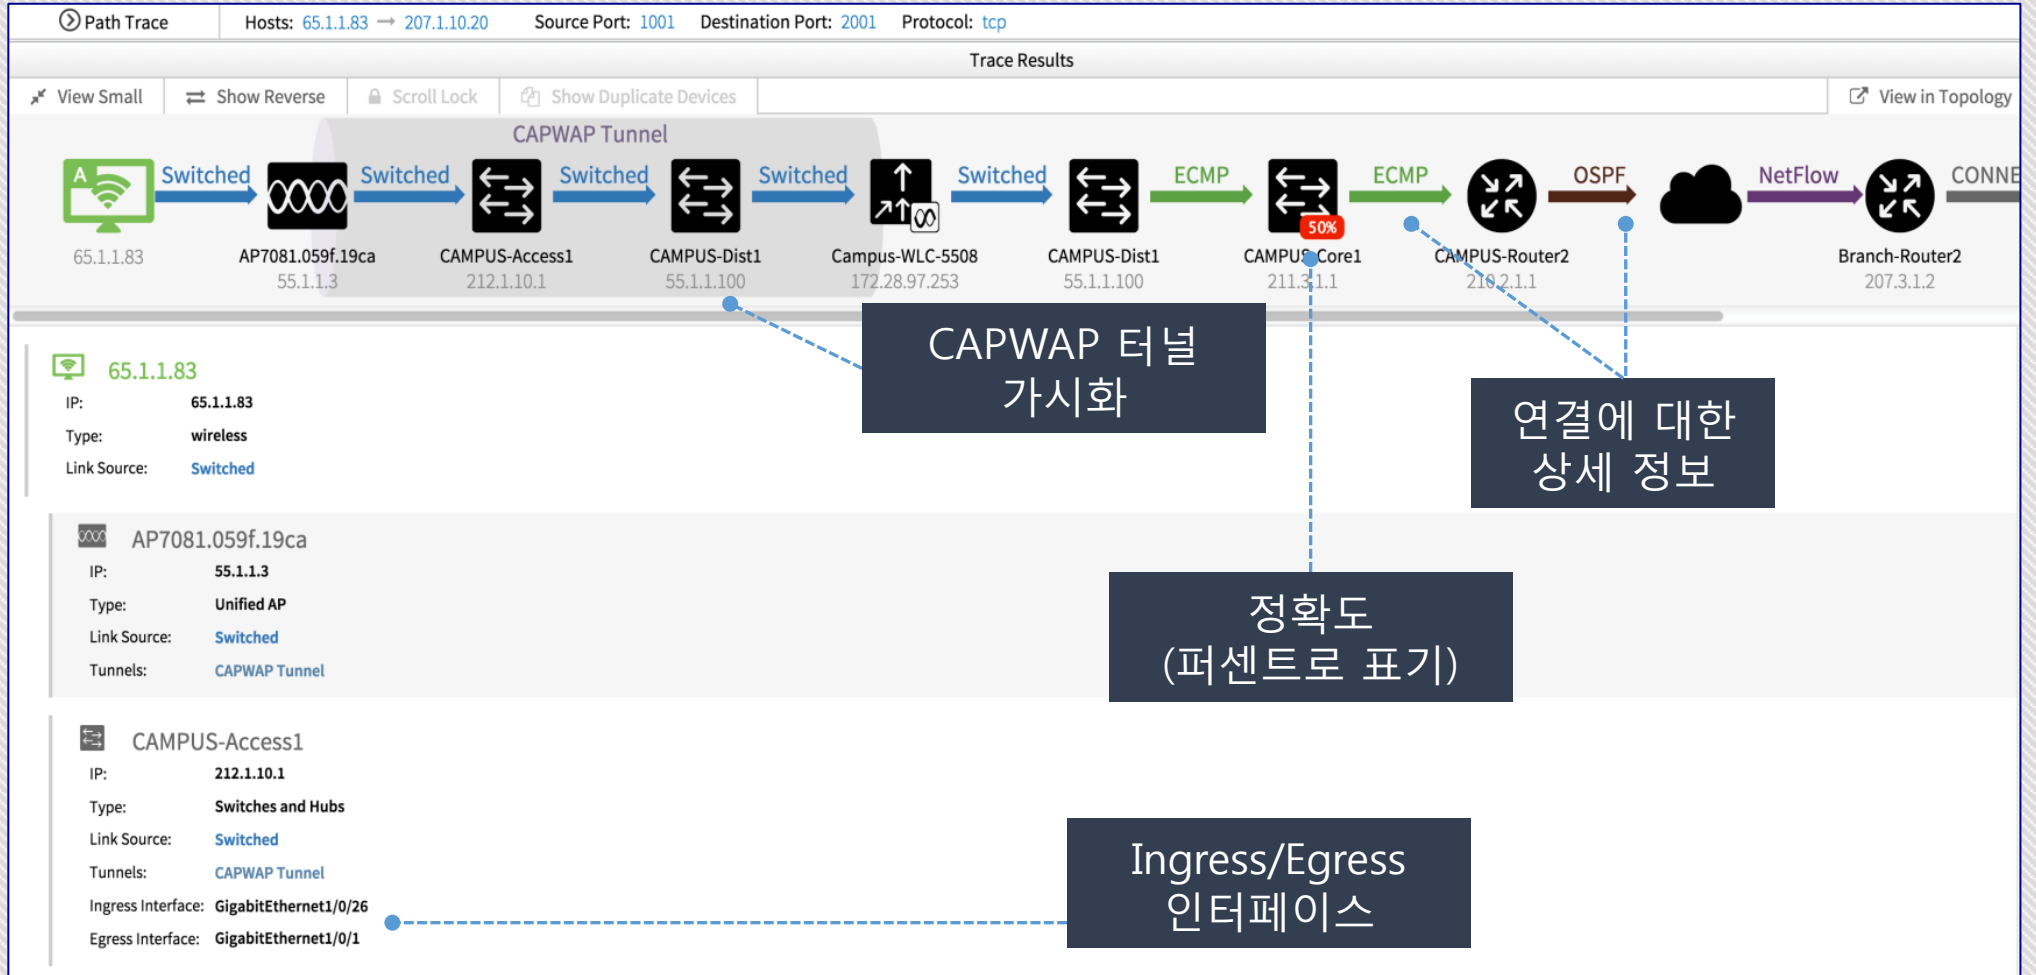 Path Trace
Hosts: 65.1.1.83 → 207.1.10.20 Source Port: 1001 Destination Port: 2001 Protocol: tcp
Trace Results
View Small
Show Reverse
Scroll Lock
Show Duplicate Devices
View in Topology
CAPWAP Tunnel
A
Switched
Switched
Switched
Switched
Switched
ECMP
ECMP
OSPF
NetFlow
CONNE
50%
65.1.1.83
AP7081.059f.19ca
55.1.1.3
CAMPUS-Access1
212.1.10.1
CAMPUS-Dist1
55.1.1.100
Campus-WLC-5508
172.28.97.253
CAMPUS-Dist1
55.1.1.100
CAMPUS-Core1
211.3.1.1
CAMPUS-Router2
210.2.1.1
Branch-Router2
207.3.1.2
CAPWAP 터널
가시화
연결에 대한
상세 정보
65.1.1.83
IP: 65.1.1.83
Type: wireless
Link Source: Switched
AP7081.059f.19ca
IP: 55.1.1.3
Type: Unified AP
Link Source: Switched
Tunnels: CAPWAP Tunnel
정확도
(퍼센트로 표기)
CAMPUS-Access1
IP: 212.1.10.1
Type: Switches and Hubs
Link Source: Switched
Tunnels: CAPWAP Tunnel
Ingress Interface: GigabitEthernet1/0/26
Egress Interface: GigabitEthernet1/0/1
Ingress/Egress
인터페이스